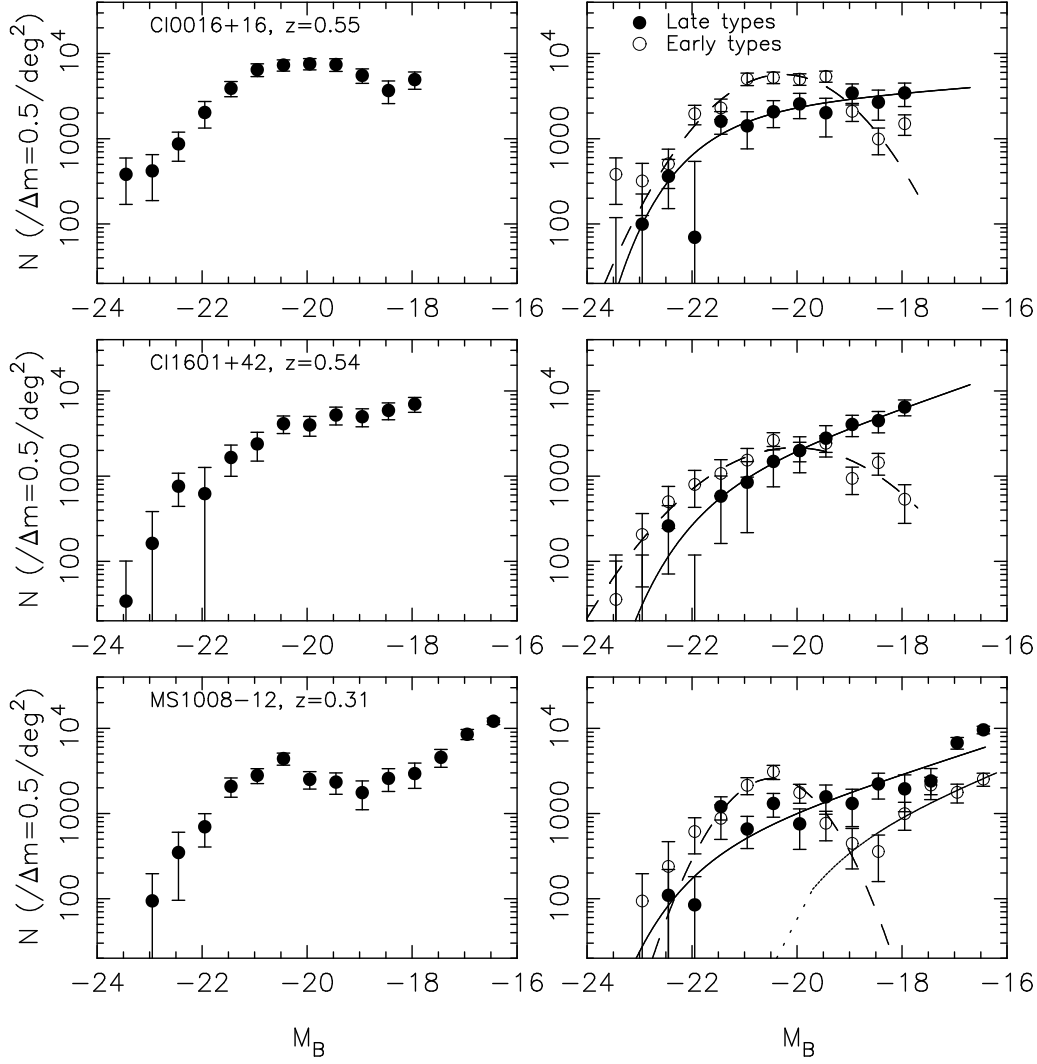 Cl0016+16, z=0.55
Late types
Early types
N (/Δm=0.5/deg²)
100 1000 10⁴
100 1000 10⁴
−24 −22 −20 −18 −16
−24 −22 −20 −18 −16
Cl1601+42, z=0.54
N (/Δm=0.5/deg²)
100 1000 10⁴
100 1000 10⁴
−24 −22 −20 −18 −16
−24 −22 −20 −18 −16
MS1008−12, z=0.31
N (/Δm=0.5/deg²)
100 1000 10⁴
100 1000 10⁴
−24 −22 −20 −18 −16
−24 −22 −20 −18 −16
M_B
M_B